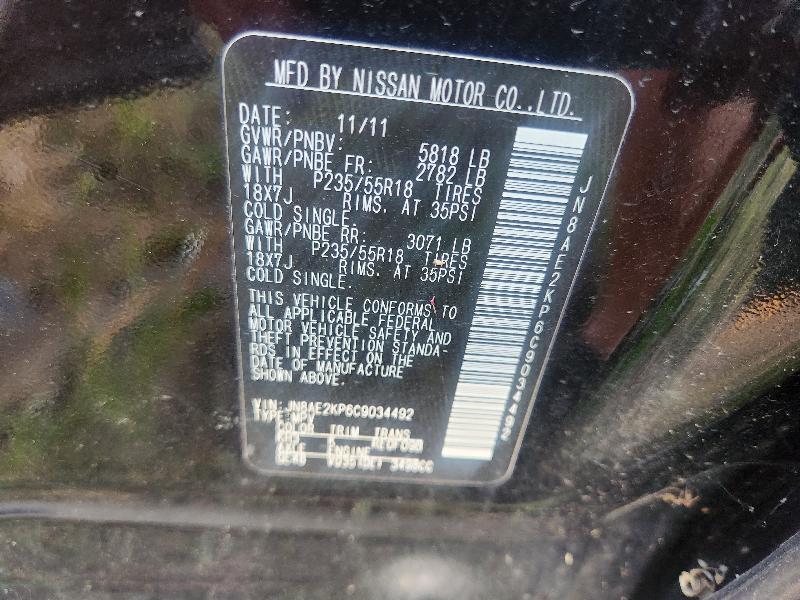 MFD BY NISSAN MOTOR CO.,LTD.
DATE: 11/11
GVWR/PNBV: 5818 LB
GAWR/PNBE FR: 2782 LB
WITH P235/55R18 TIRES
18X7J RIMS. AT 35PSI
COLD SINGLE.
GAWR/PNBE RR: 3071 LB
WITH P235/55R18 TIRES
18X7J RIMS. AT 35PSI
COLD SINGLE.
THIS VEHICLE CONFORMS TO
ALL APPLICABLE FEDERAL
MOTOR VEHICLE SAFETY AND
THEFT PREVENTION STANDA-
RDS IN EFFECT ON THE
DATE OF MANUFACTURE
SHOWN ABOVE.
VIN: JN8AE2KP6C9034492
TYPE:MPV
COLOR TRIM TRANS
AXLE ENGINE
JN8AE2KP6C9034492